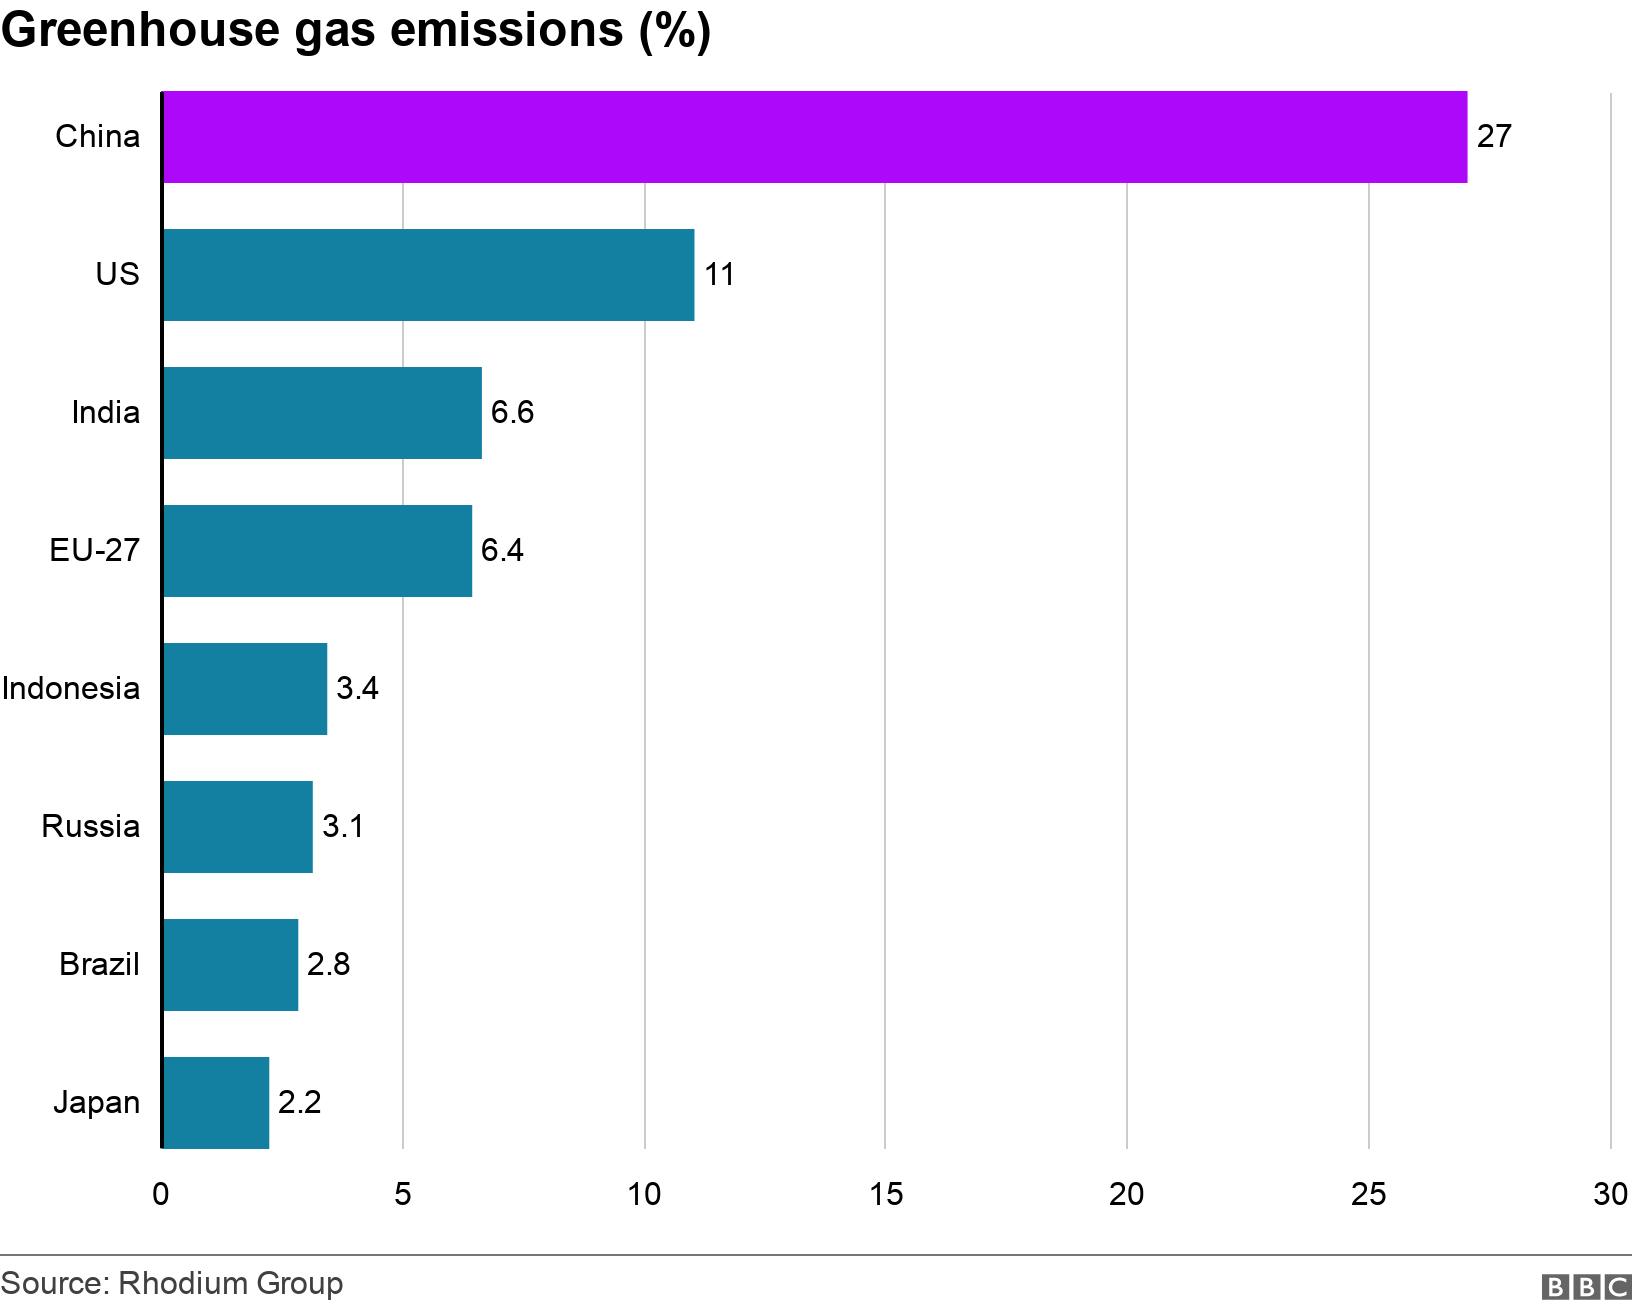 Greenhouse gas emissions (%)
China 27
US 11
India 6.6
EU-27 6.4
Indonesia 3.4
Russia 3.1
Brazil 2.8
Japan 2.2
0 5 10 15 20 25 30
Source: Rhodium Group
BBC